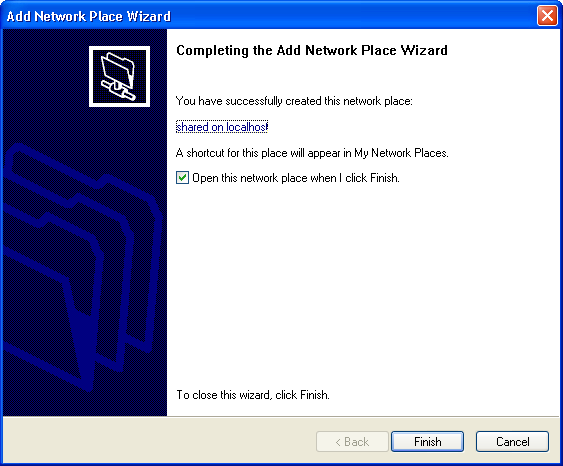 Add Network Place Wizard
Completing the Add Network Place Wizard
You have successfully created this network place:
shared on localhost
A shortcut for this place will appear in My Network Places.
Open this network place when I click Finish.
To close this wizard, click Finish.
< Back
Finish
Cancel